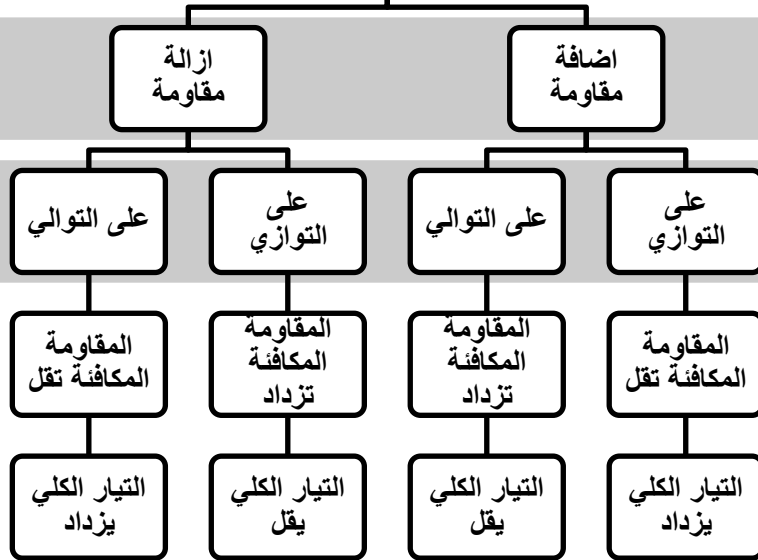 اضافة
مقاومة
ازالة
مقاومة
على
التوازي
على التوالي
على
التوازي
على التوالي
المقاومة
المكافئة تقل
المقاومة
المكافئة
تزداد
المقاومة
المكافئة
تزداد
المقاومة
المكافئة تقل
التيار الكلي
يزداد
التيار الكلي
يقل
التيار الكلي
يقل
التيار الكلي
يزداد